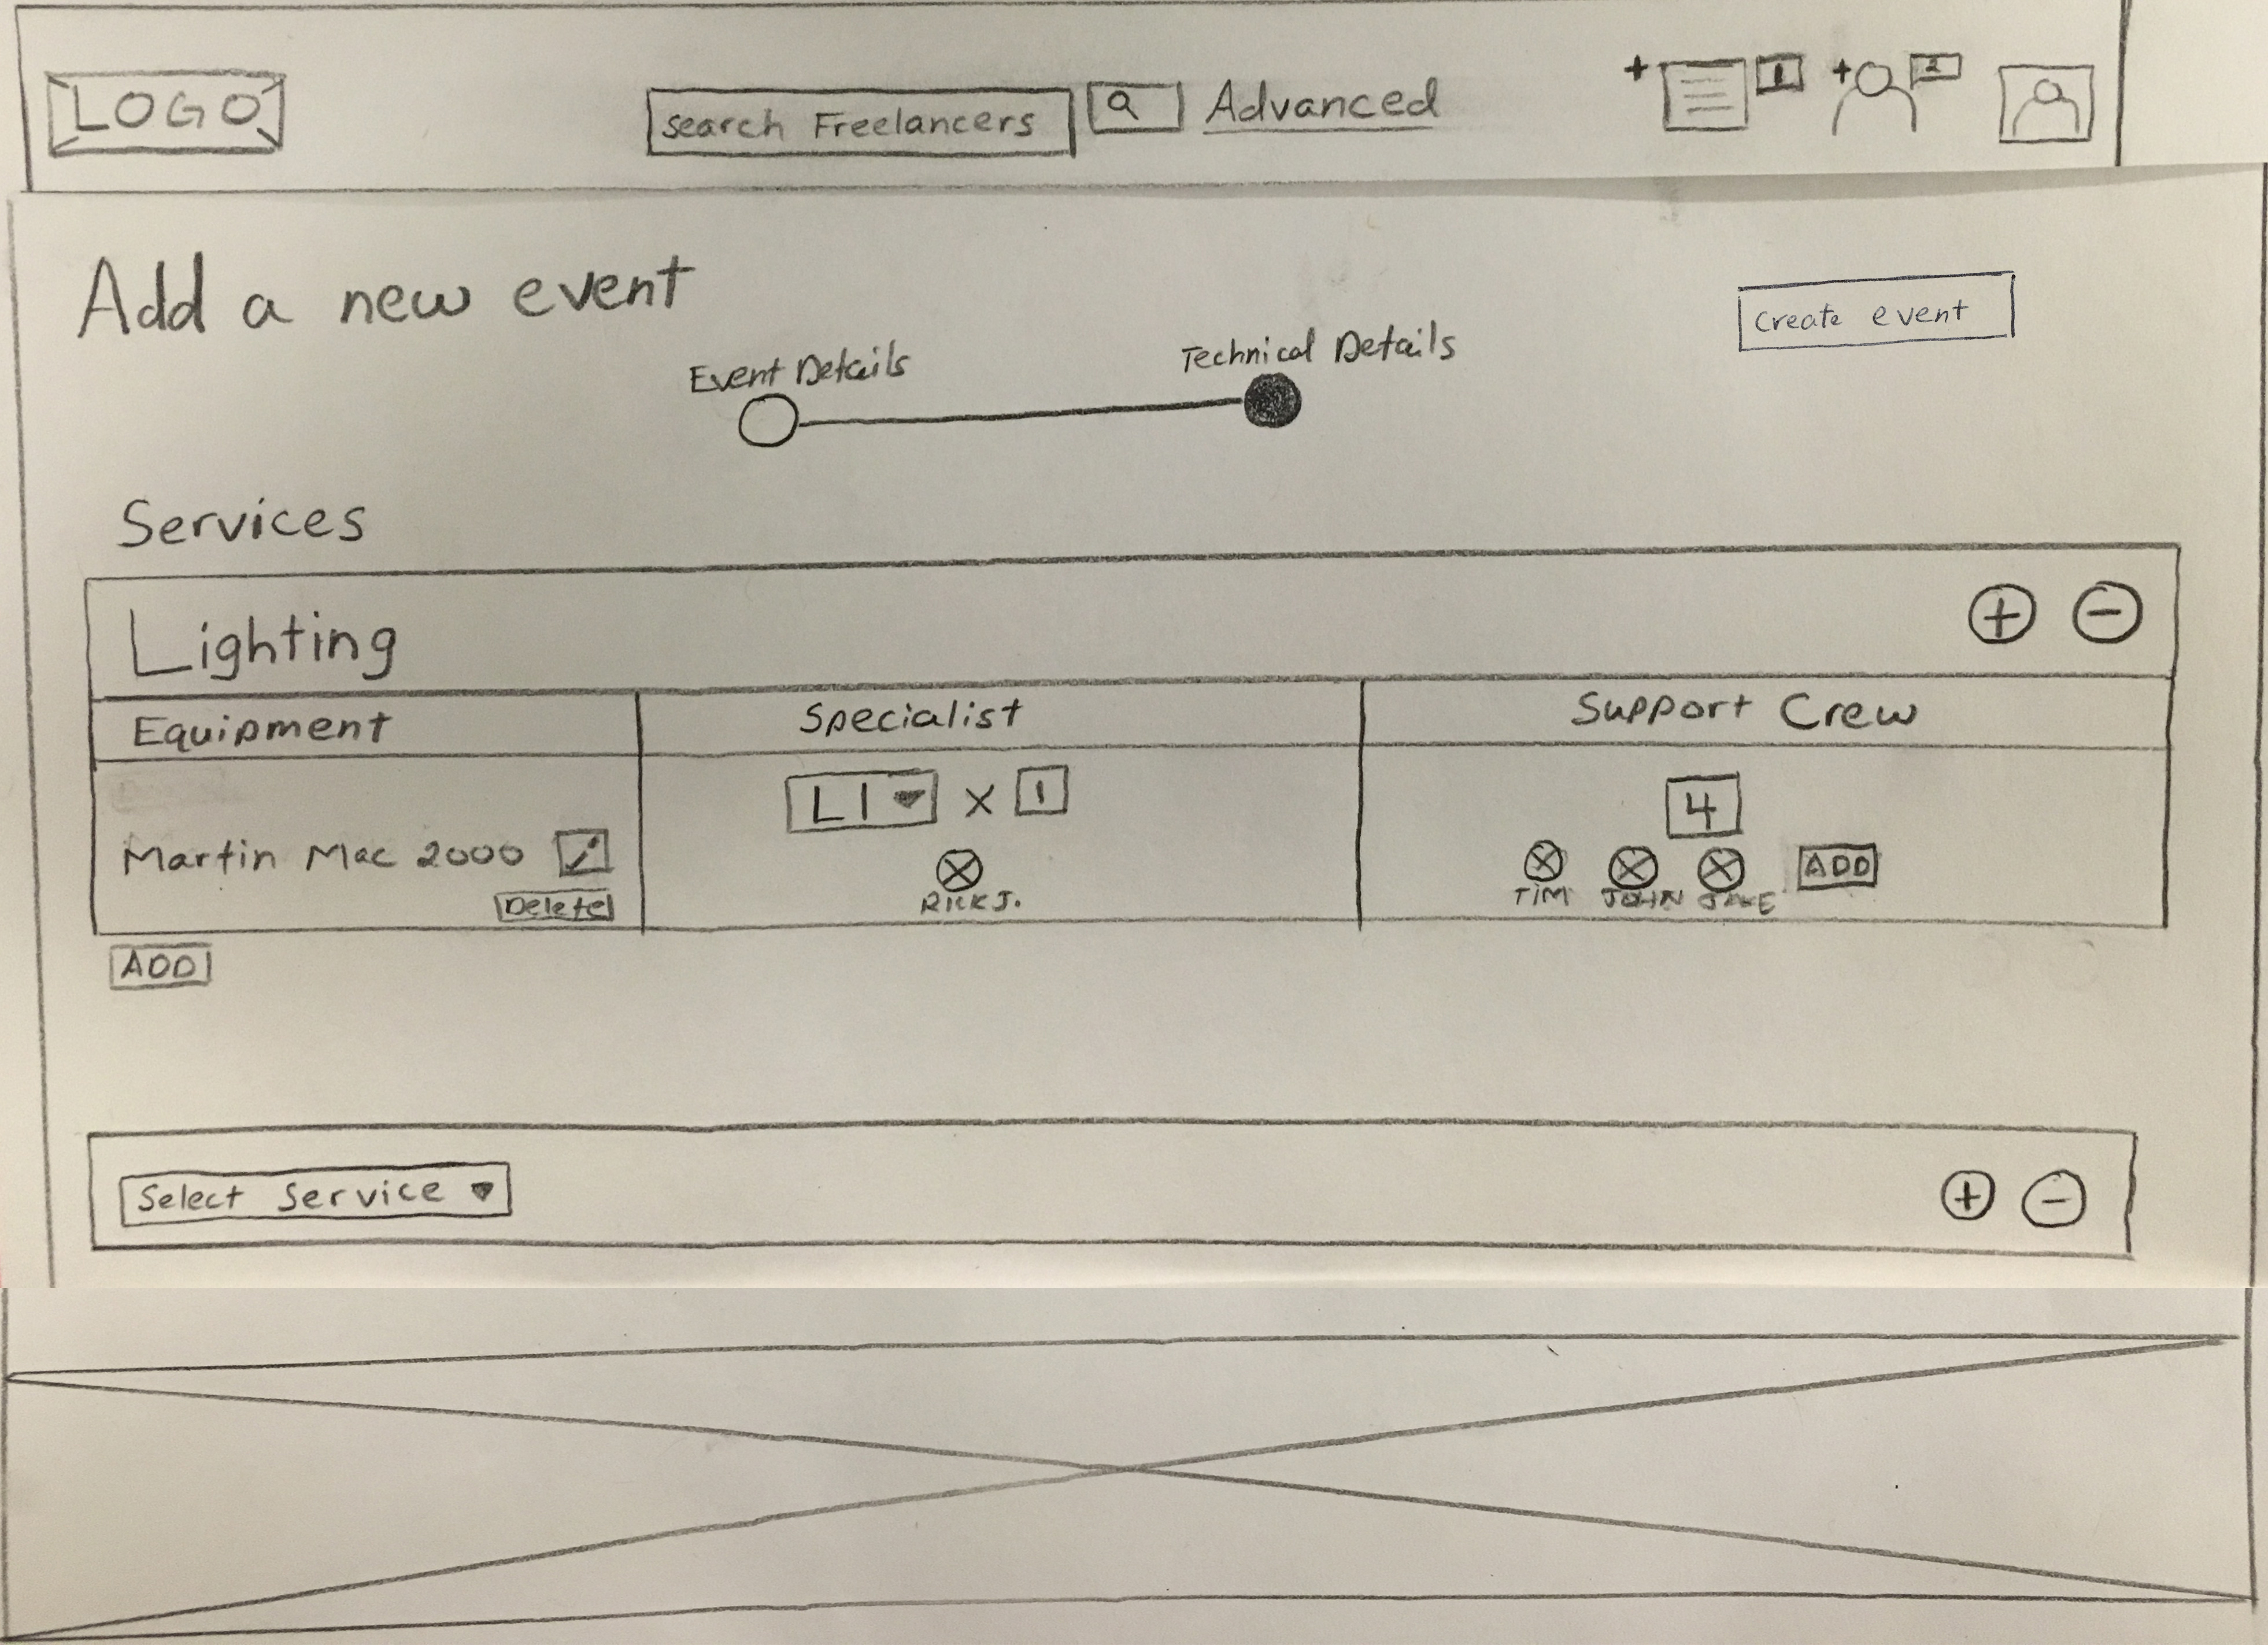 LOGO
search Freelancers
Advanced
+ 1
+ 2
Add a new event
Create event
Event Details
Technical Details
Services
Lighting
+ −
Equipment
Specialist
Support Crew
L1 x 1
4
Martin Mac 2000
Delete
RICK J.
TIM JOHN JAKE ADD
ADD
Select Service
+ −